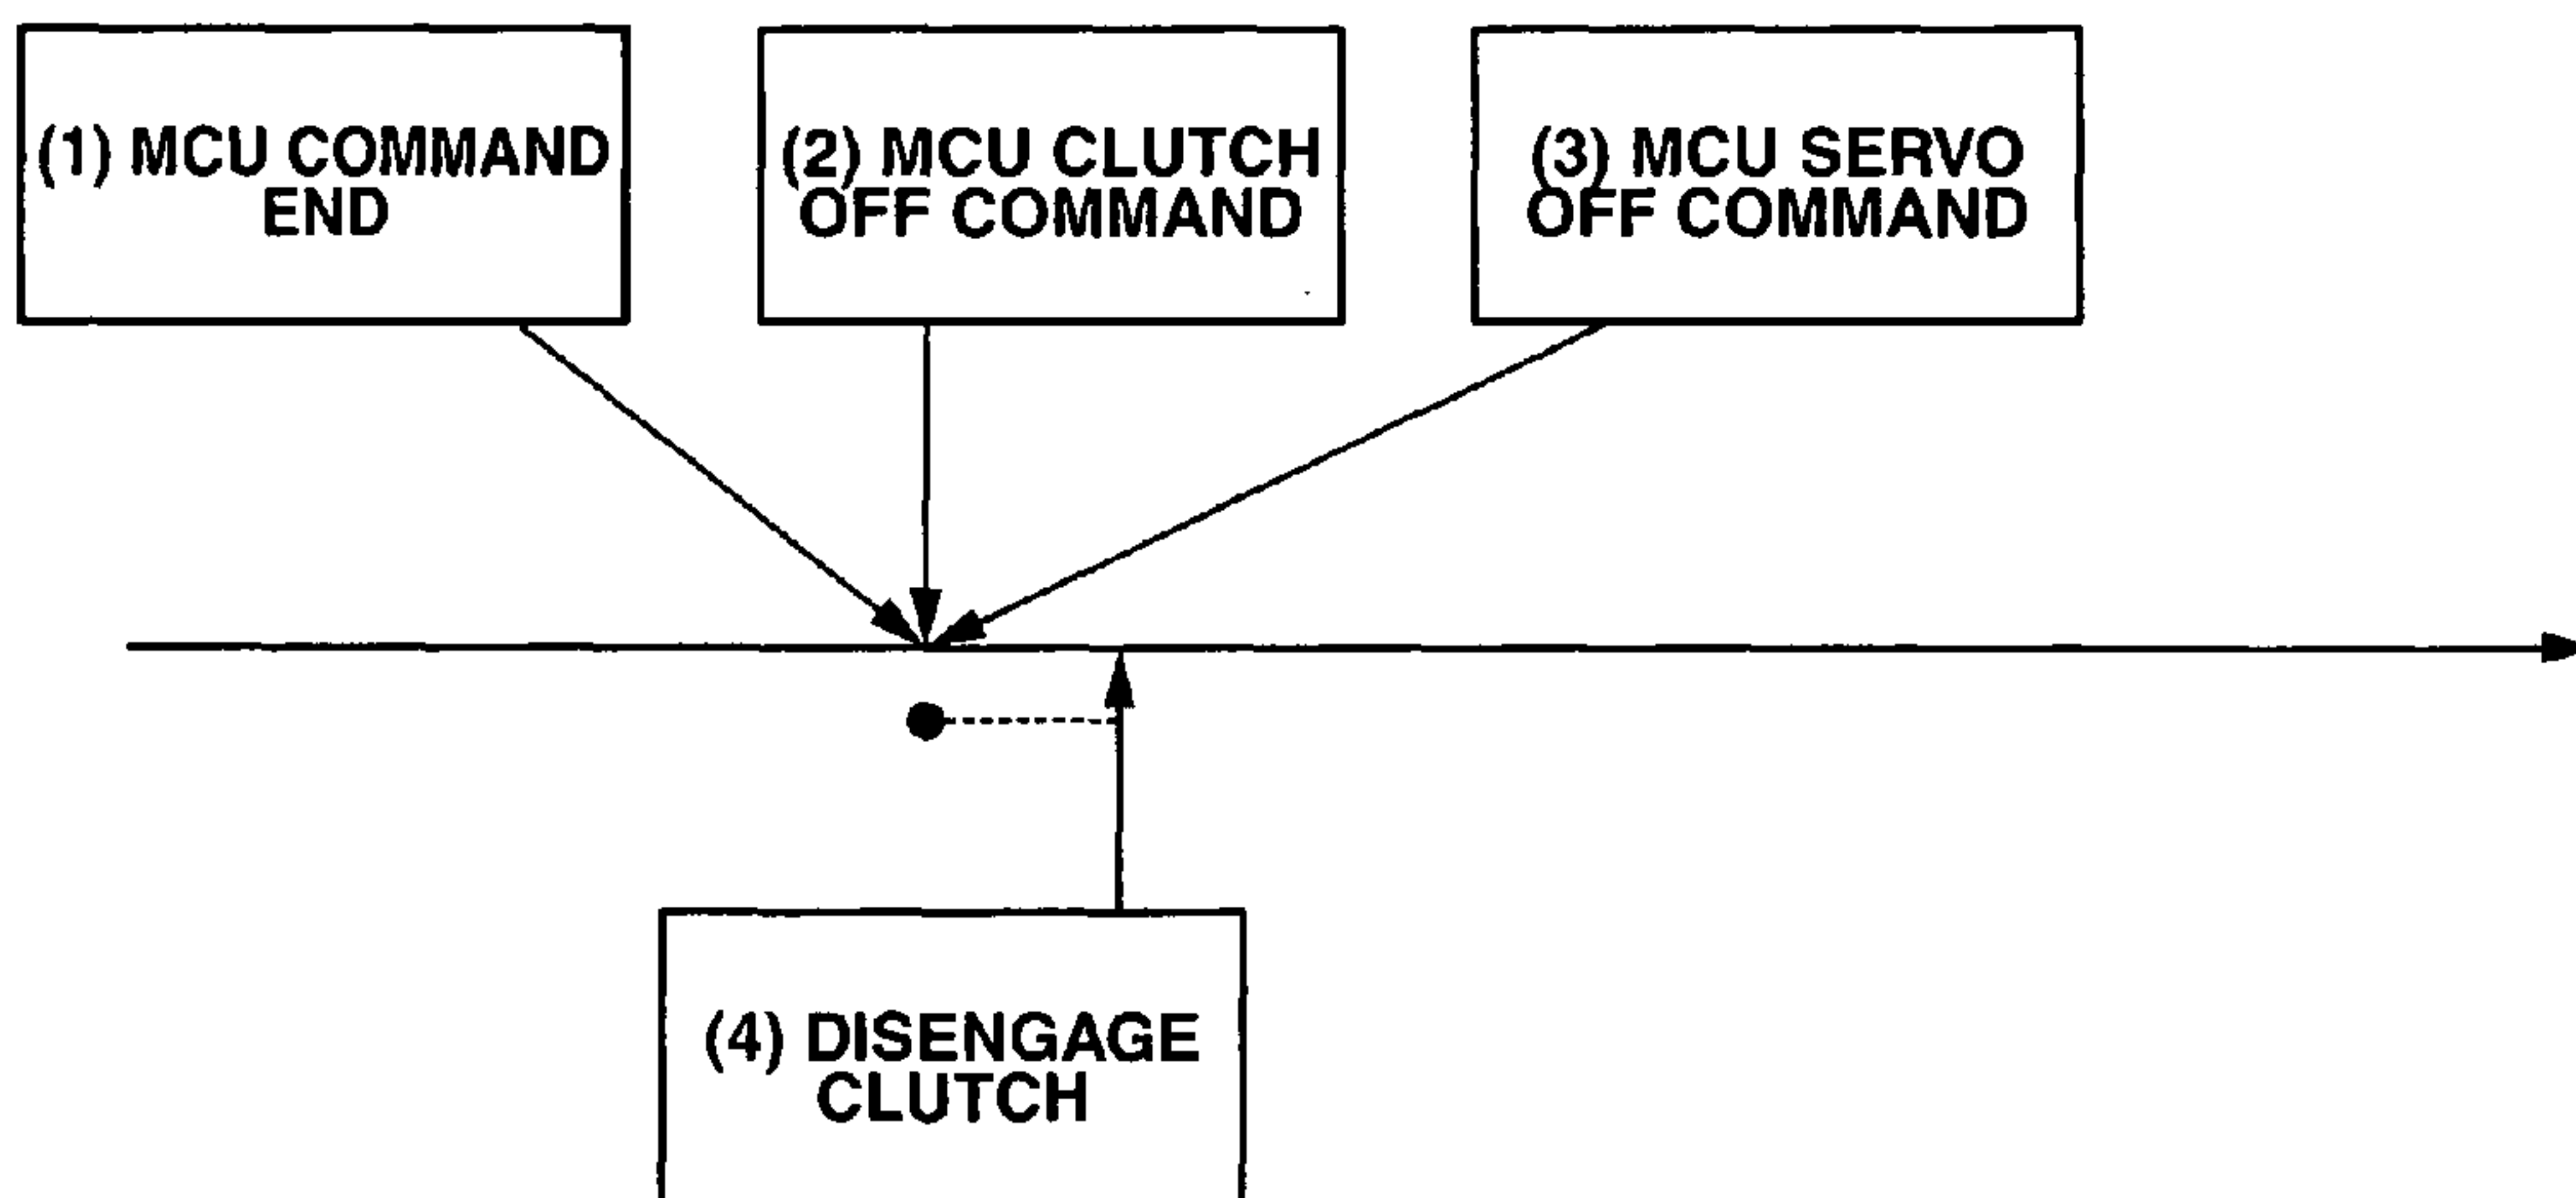 (1) MCU COMMAND
END
(2) MCU CLUTCH
OFF COMMAND
(3) MCU SERVO
OFF COMMAND
(4) DISENGAGE
CLUTCH